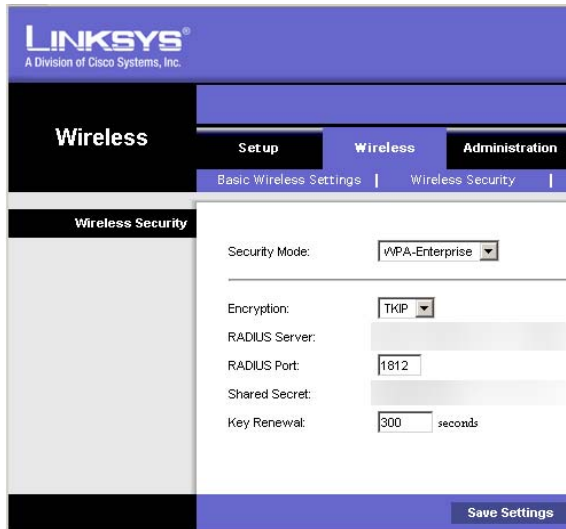 LINKSYS®
A Division of Cisco Systems, Inc.
Wireless
Setup Wireless Administration
Basic Wireless Settings | Wireless Security |
Wireless Security
Security Mode: WPA-Enterprise
Encryption: TKIP
RADIUS Server:
RADIUS Port: 1812
Shared Secret:
Key Renewal: 300 seconds
Save Settings